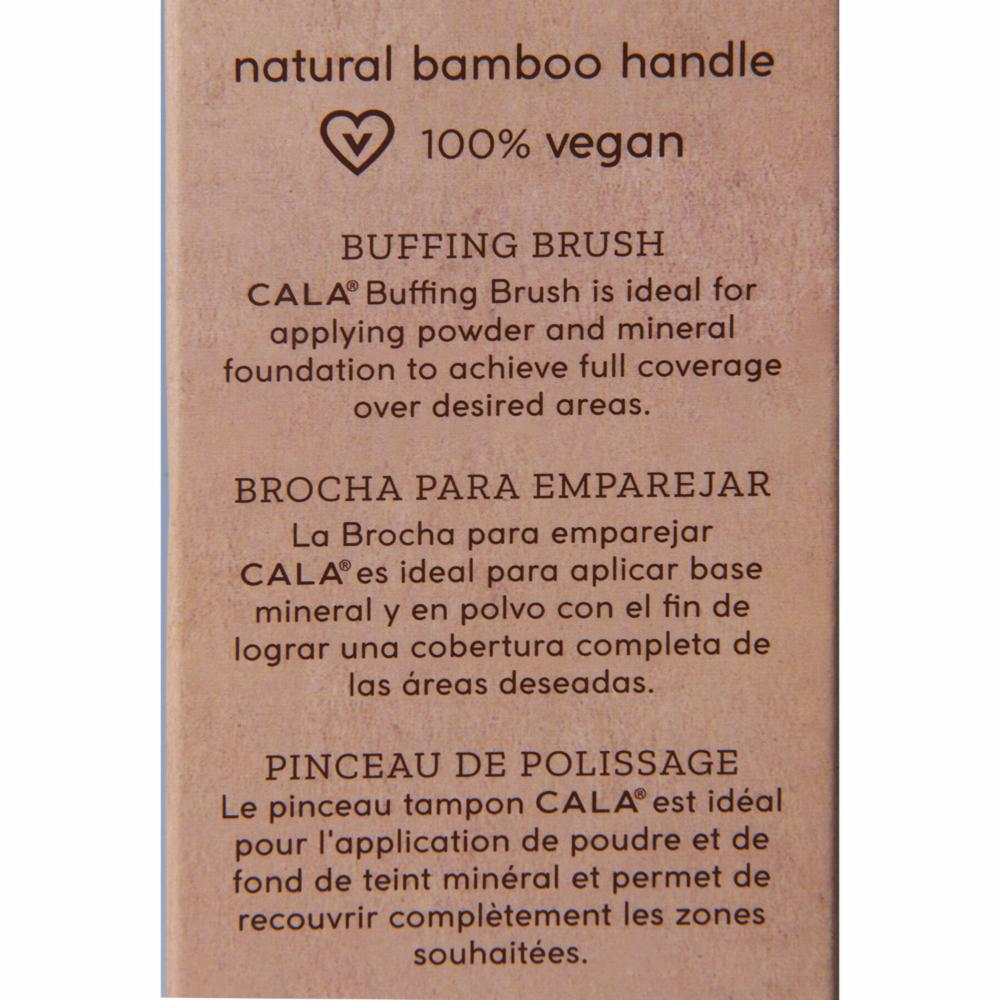 natural bamboo handle
V 100% vegan
BUFFING BRUSH
CALA® Buffing Brush is ideal for
applying powder and mineral
foundation to achieve full coverage
over desired areas.
BROCHA PARA EMPAREJAR
La Brocha para emparejar
CALA® es ideal para aplicar base
mineral y en polvo con el fin de
lograr una cobertura completa de
las áreas deseadas.
PINCEAU DE POLISSAGE
Le pinceau tampon CALA® est idéal
pour l'application de poudre et de
fond de teint minéral et permet de
recouvrir complètement les zones
souhaitées.